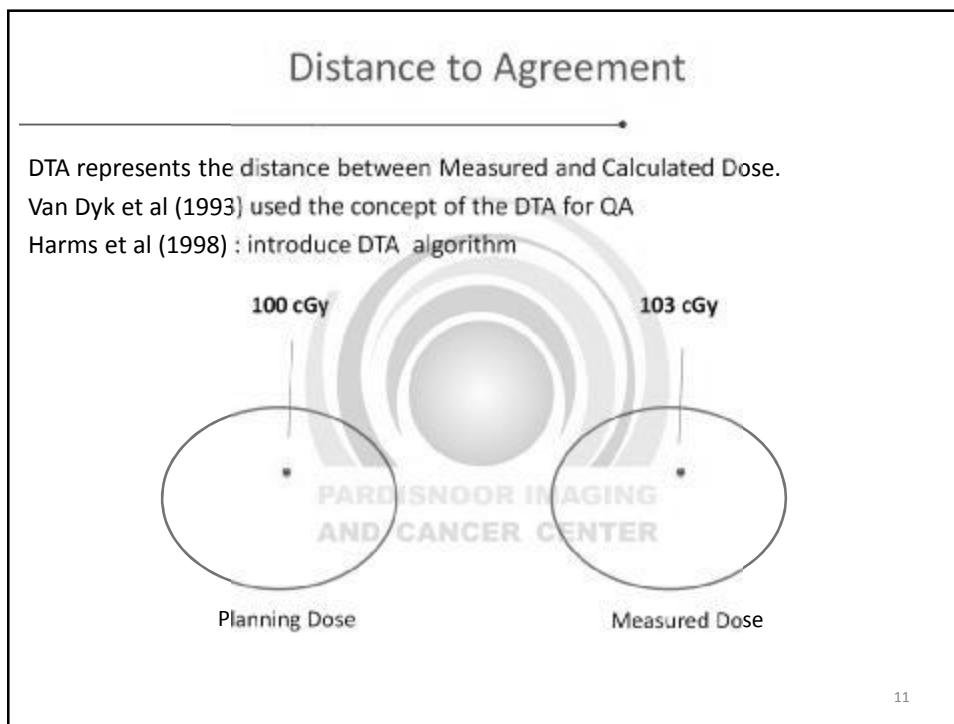 Distance to Agreement
DTA represents the distance between Measured and Calculated Dose.
Van Dyk et al (1993) used the concept of the DTA for QA
Harms et al (1998) : introduce DTA algorithm
100 cGy 103 cGy
PARDISNOOR IMAGING
AND CANCER CENTER
Planning Dose Measured Dose
11